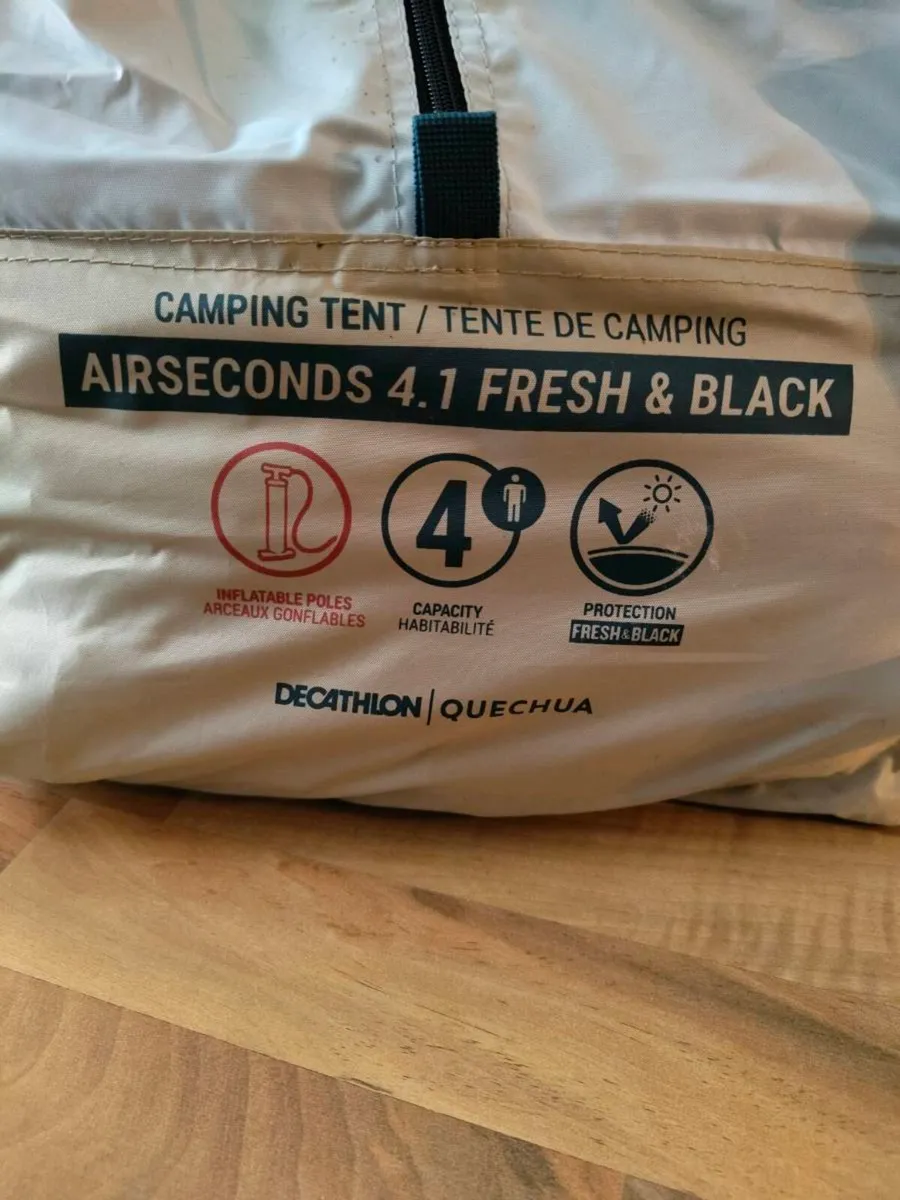 CAMPING TENT / TENTE DE CAMPING
AIRSECONDS 4.1 FRESH & BLACK
4
INFLATABLE POLES
ARCEAUX GONFLABLES
CAPACITY
HABITABILITÉ
PROTECTION
FRESH&BLACK
DECATHLON | QUECHUA